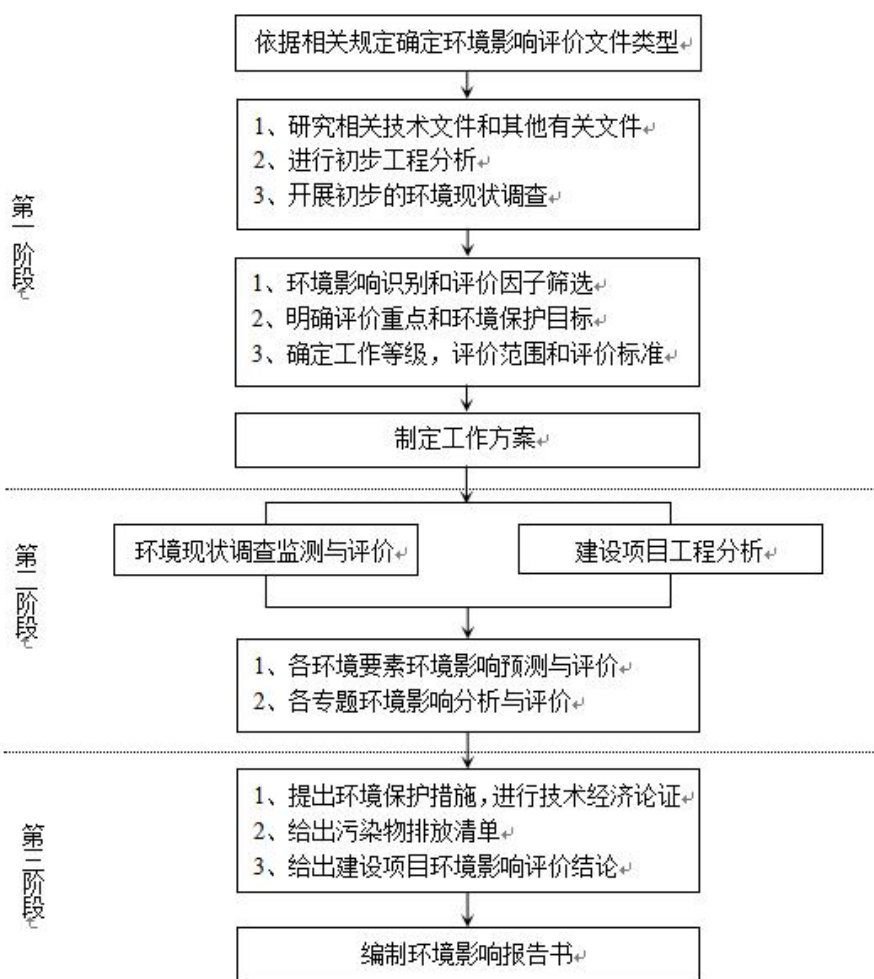 依据相关规定确定环境影响评价文件类型
1、研究相关技术文件和其他有关文件
2、进行初步工程分析
3、开展初步的环境现状调查
第一阶段
1、环境影响识别和评价因子筛选
2、明确评价重点和环境保护目标
3、确定工作等级，评价范围和评价标准
制定工作方案
第二阶段
环境现状调查监测与评价
建设项目工程分析
1、各环境要素环境影响预测与评价
2、各专题环境影响分析与评价
第三阶段
1、提出环境保护措施，进行技术经济论证
2、给出污染物排放清单
3、给出建设项目环境影响评价结论
编制环境影响报告书